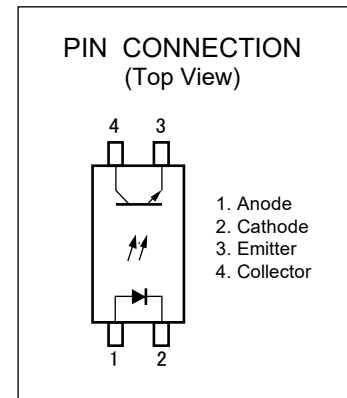 PIN CONNECTION
(Top View)
4 3
1. Anode
2. Cathode
3. Emitter
4. Collector
1 2